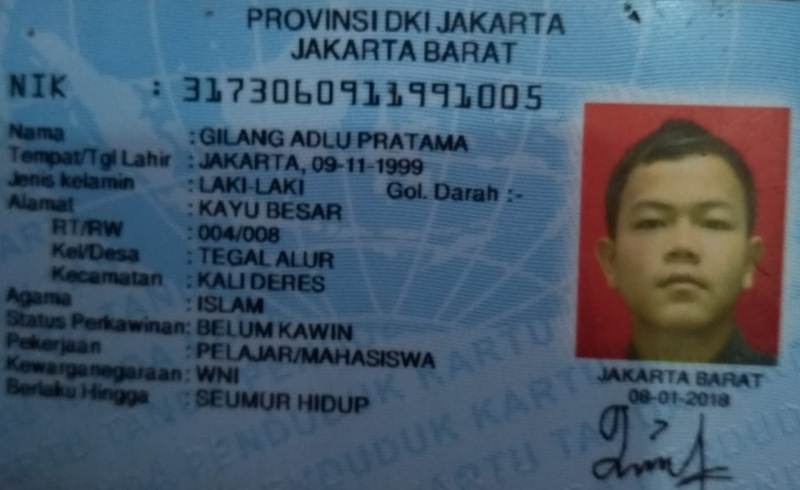 PROVINSI DKI JAKARTA
JAKARTA BARAT
NIK : 3173060911991005
Nama : GILANG ADLU PRATAMA
Tempat/Tgl Lahir : JAKARTA, 09-11-1999
Jenis kelamin : LAKI-LAKI Gol. Darah :-
Alamat : KAYU BESAR
RT/RW : 004/008
Kel/Desa : TEGAL ALUR
Kecamatan : KALI DERES
Agama : ISLAM
Status Perkawinan: BELUM KAWIN
Pekerjaan : PELAJAR/MAHASISWA
Kewarganegaraan: WNI
Berlaku Hingga : SEUMUR HIDUP
JAKARTA BARAT
08-01-2018